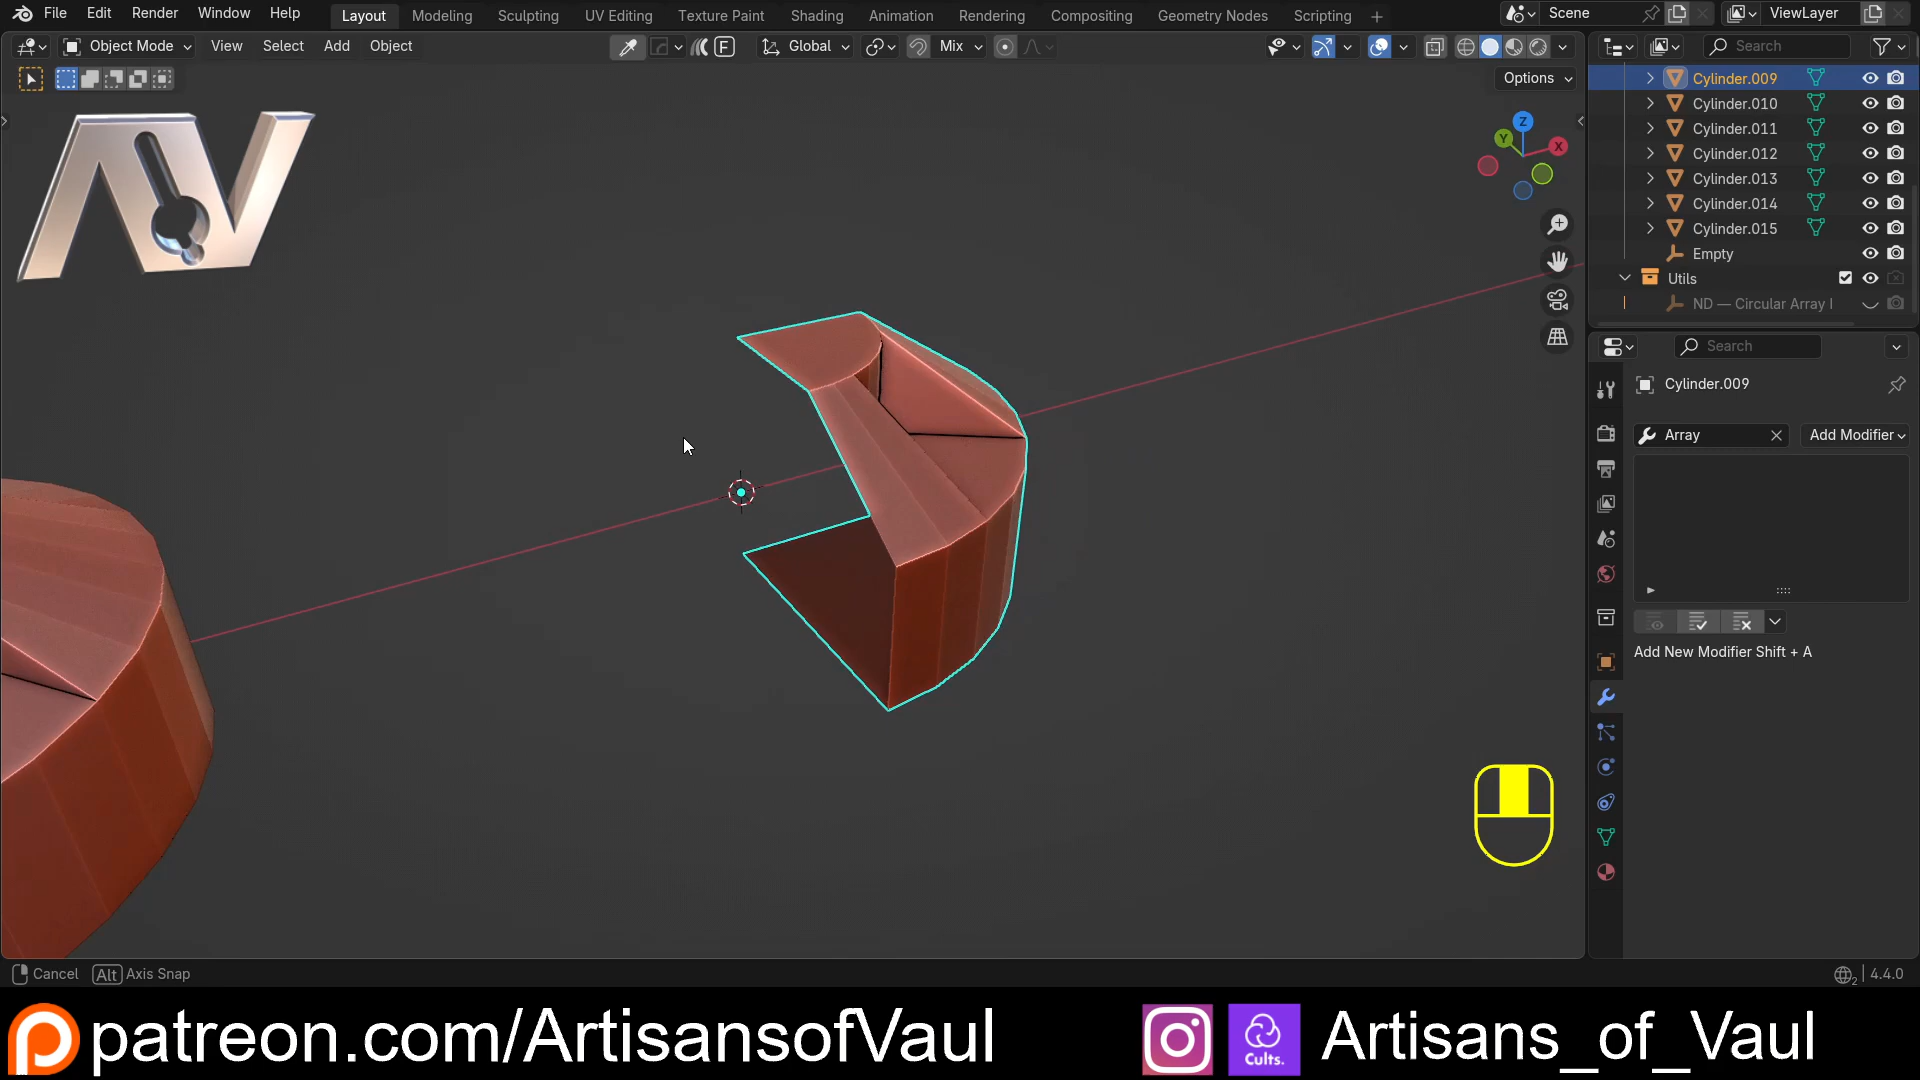 File Edit Render Window Help Layout Modeling Sculpting UV Editing Texture Paint Shading Animation Rendering Compositing Geometry Nodes Scripting + Scene ViewLayer
Object Mode View Select Add Object F Global Mix Search
Options
AV
Z
Y
X
Cylinder.009
Cylinder.010
Cylinder.011
Cylinder.012
Cylinder.013
Cylinder.014
Cylinder.015
Empty
Utils
ND — Circular Array
Search
Cylinder.009
Array Add Modifier
Add New Modifier Shift + A
Cancel Alt Axis Snap 4.4.0
patreon.com/ArtisansofVaul Cults. Artisans_of_Vaul